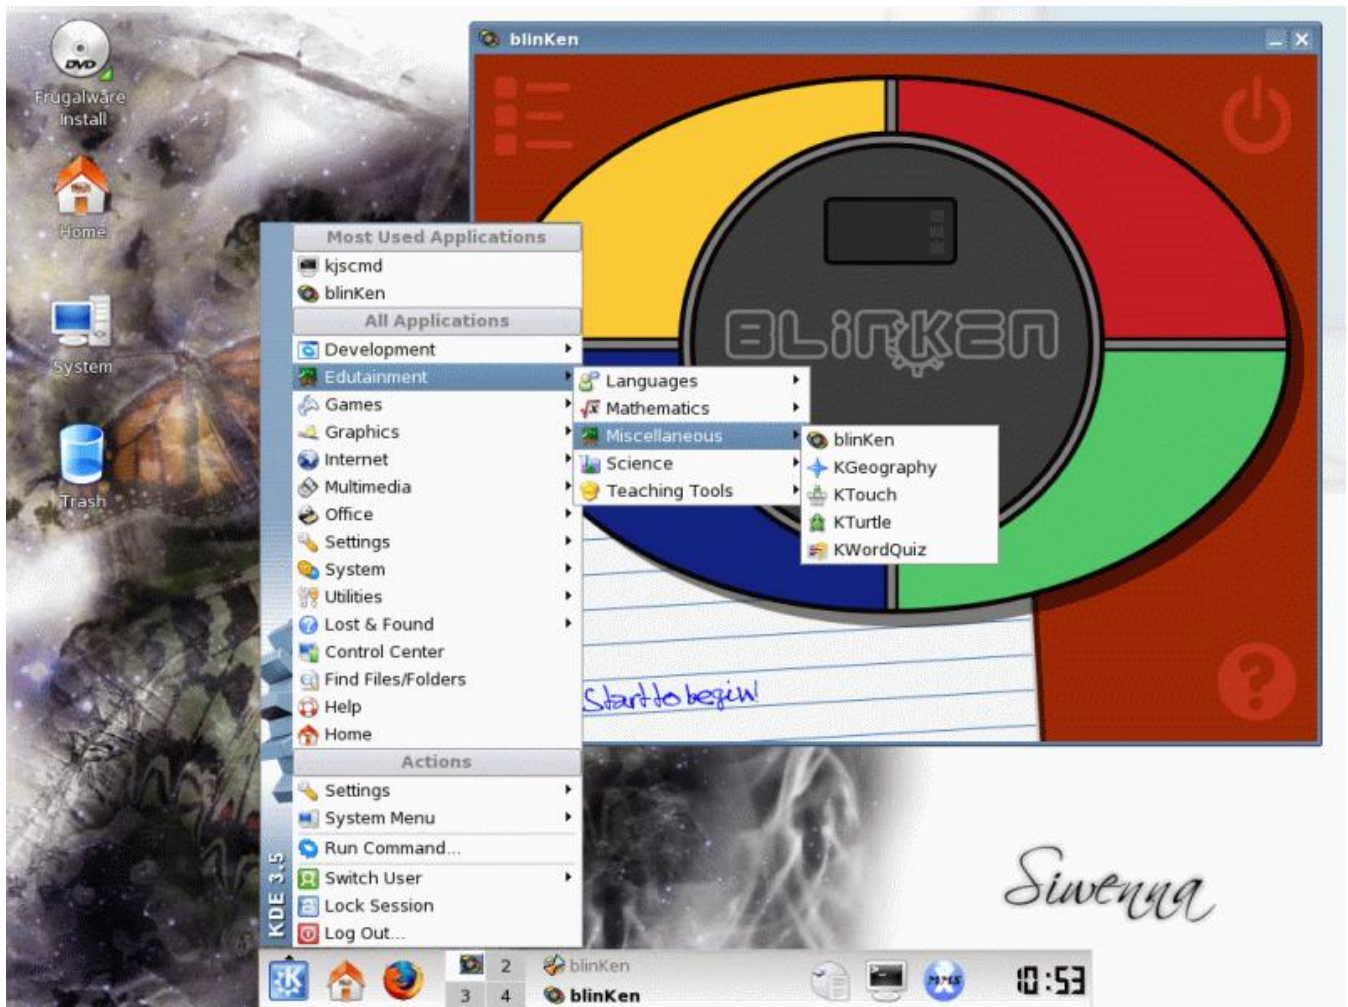 DVD
Frugalware
Install
Home
System
Trash
blinKen
BLINKEN
Start to begin!
Most Used Applications
kjscmd
blinKen
All Applications
Development
Edutainment
Games
Graphics
Internet
Multimedia
Office
Settings
System
Utilities
Lost & Found
Control Center
Find Files/Folders
Help
Home
Actions
Settings
System Menu
Run Command...
Switch User
Lock Session
Log Out...
KDE 3.5
Languages
Mathematics
Miscellaneous
Science
Teaching Tools
blinKen
KGeography
KTouch
KTurtle
KWordQuiz
Siwenna
2
3 4
blinKen
blinKen
10:53